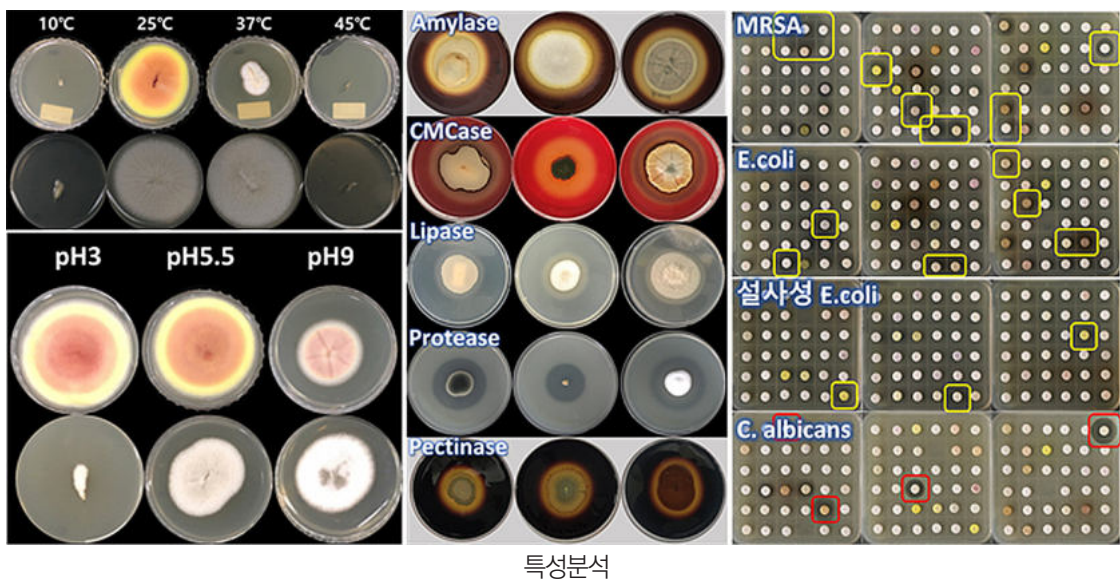 10℃ 25℃ 37℃ 45℃
pH3 pH5.5 pH9
Amylase
CMCase
Lipase
Protease
Pectinase
MRSA
E.coli
설사성 E.coli
C. albicans
특성분석